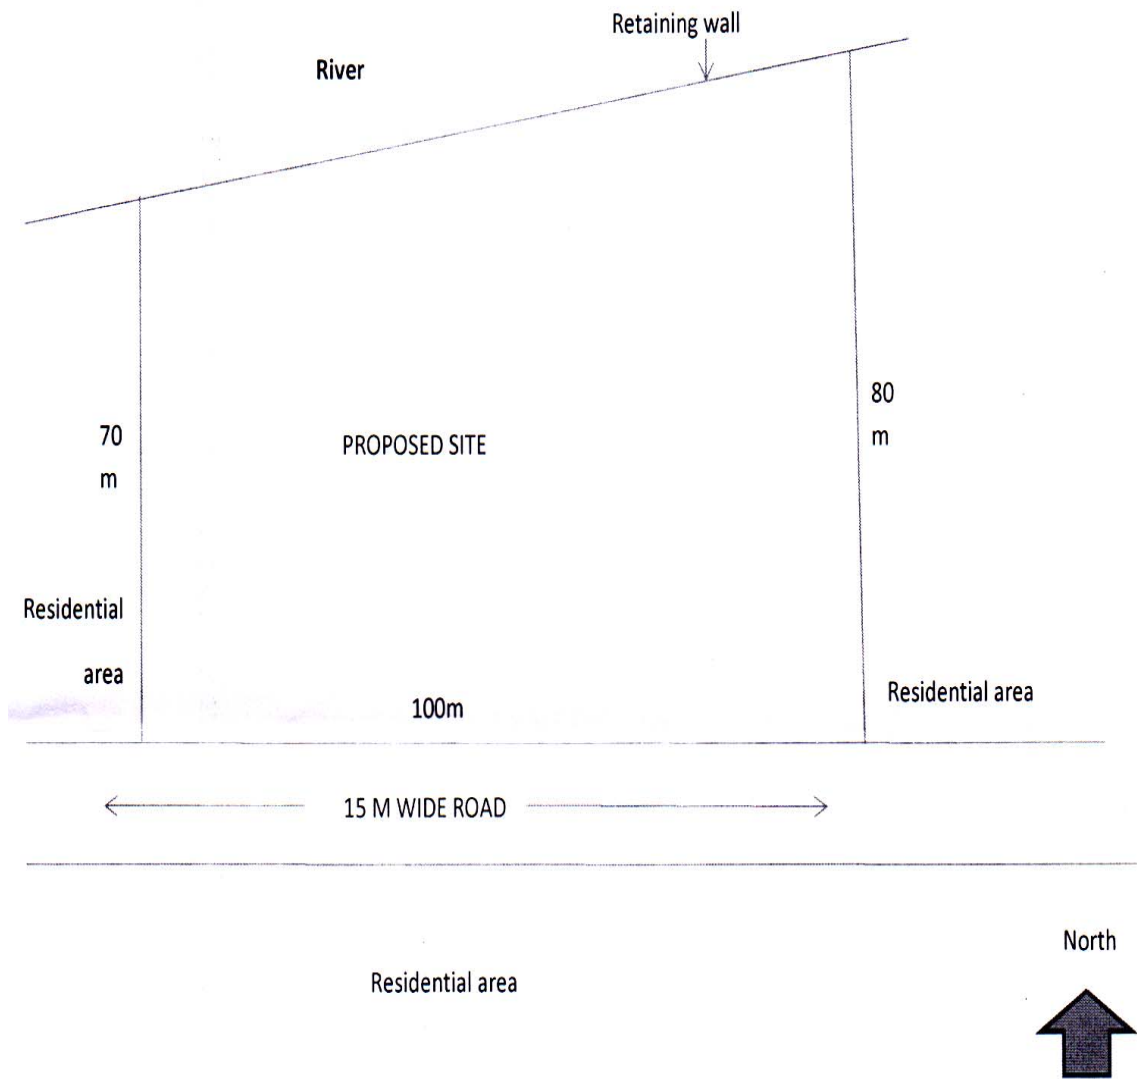 Retaining wall
River
80
m
70
m
PROPOSED SITE
Residential
area
Residential area
100m
15 M WIDE ROAD
North
Residential area